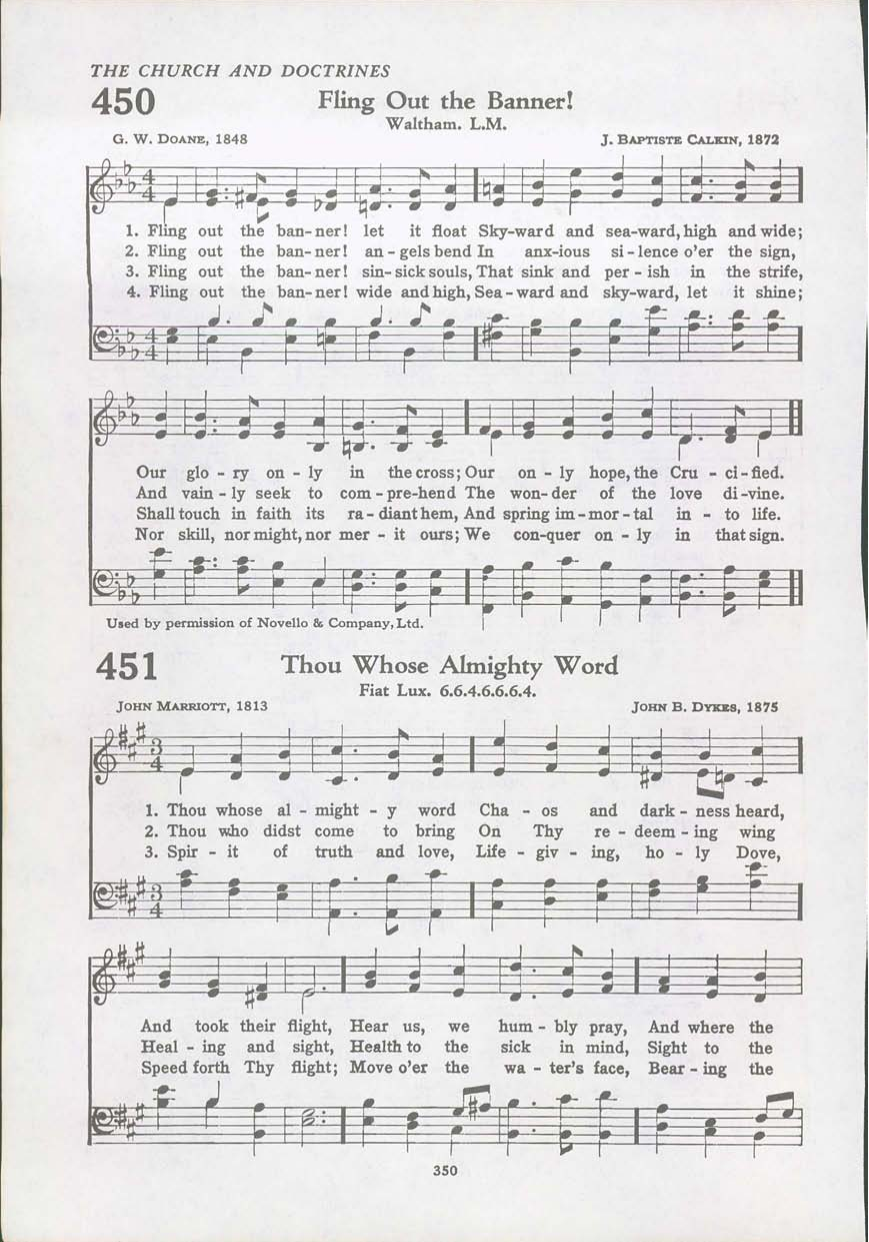 THE CHURCH AND DOCTRINES
450 Fling Out the Banner!
Waltham. L.M.
G. W. DOANE, 1848 J. BAPTISTE CALKIN, 1872
4 4
1. Fling out the ban-ner! let it float Sky-ward and sea-ward, high and wide;
2. Fling out the ban-ner! an-gels bend In anx-ious si-lence o'er the sign,
3. Fling out the ban-ner! sin-sick souls, That sink and per-ish in the strife,
4. Fling out the ban-ner! wide and high, Sea-ward and sky-ward, let it shine;
4 4
Our glo-ry on-ly in the cross; Our on-ly hope, the Cru-ci-fied.
And vain-ly seek to com-pre-hend The won-der of the love di-vine.
Shall touch in faith its ra-diant hem, And spring im-mor-tal in-to life.
Nor skill, nor might, nor mer-it ours; We con-quer on-ly in that sign.
Used by permission of Novello & Company, Ltd.
451 Thou Whose Almighty Word
Fiat Lux. 6.6.4.6.6.6.4.
JOHN MARRIOTT, 1813 JOHN B. DYKES, 1875
3 4
1. Thou whose al-might-y word Cha-os and dark-ness heard,
2. Thou who didst come to bring On Thy re-deem-ing wing
3. Spir-it of truth and love, Life-giv-ing, ho-ly Dove,
3 4
And took their flight, Hear us, we hum-bly pray, And where the
Heal-ing and sight, Health to the sick in mind, Sight to the
Speed forth Thy flight; Move o'er the wa-ter's face, Bear-ing the
350